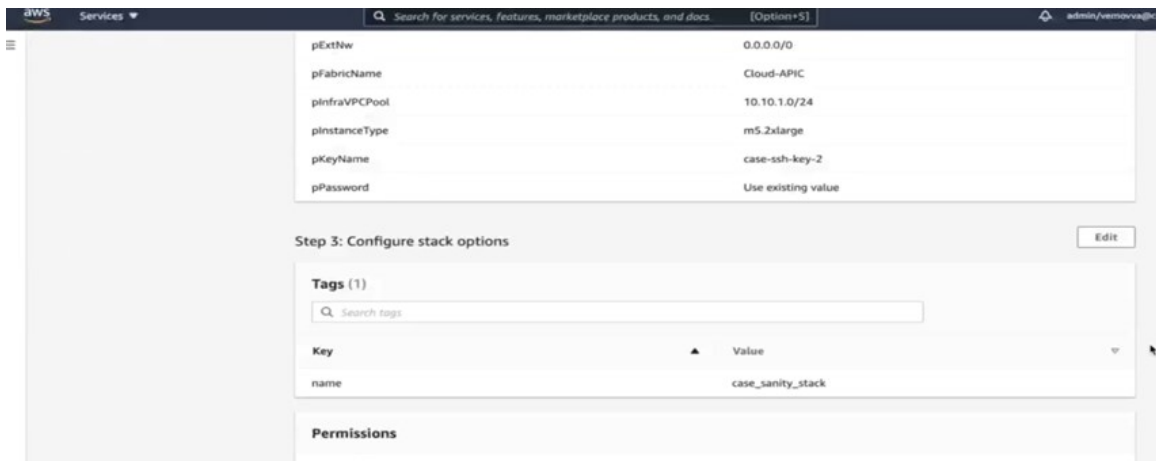 aws Services ▼ Search for services, features, marketplace products, and docs. [Option+S]
pExtNw 0.0.0.0/0
pFabricName Cloud-APIC
pInfraVPCPool 10.10.1.0/24
pInstanceType m5.2xlarge
pKeyName case-ssh-key-2
pPassword Use existing value
Step 3: Configure stack options Edit
Tags (1)
Search tags
Key Value
name case_sanity_stack
Permissions